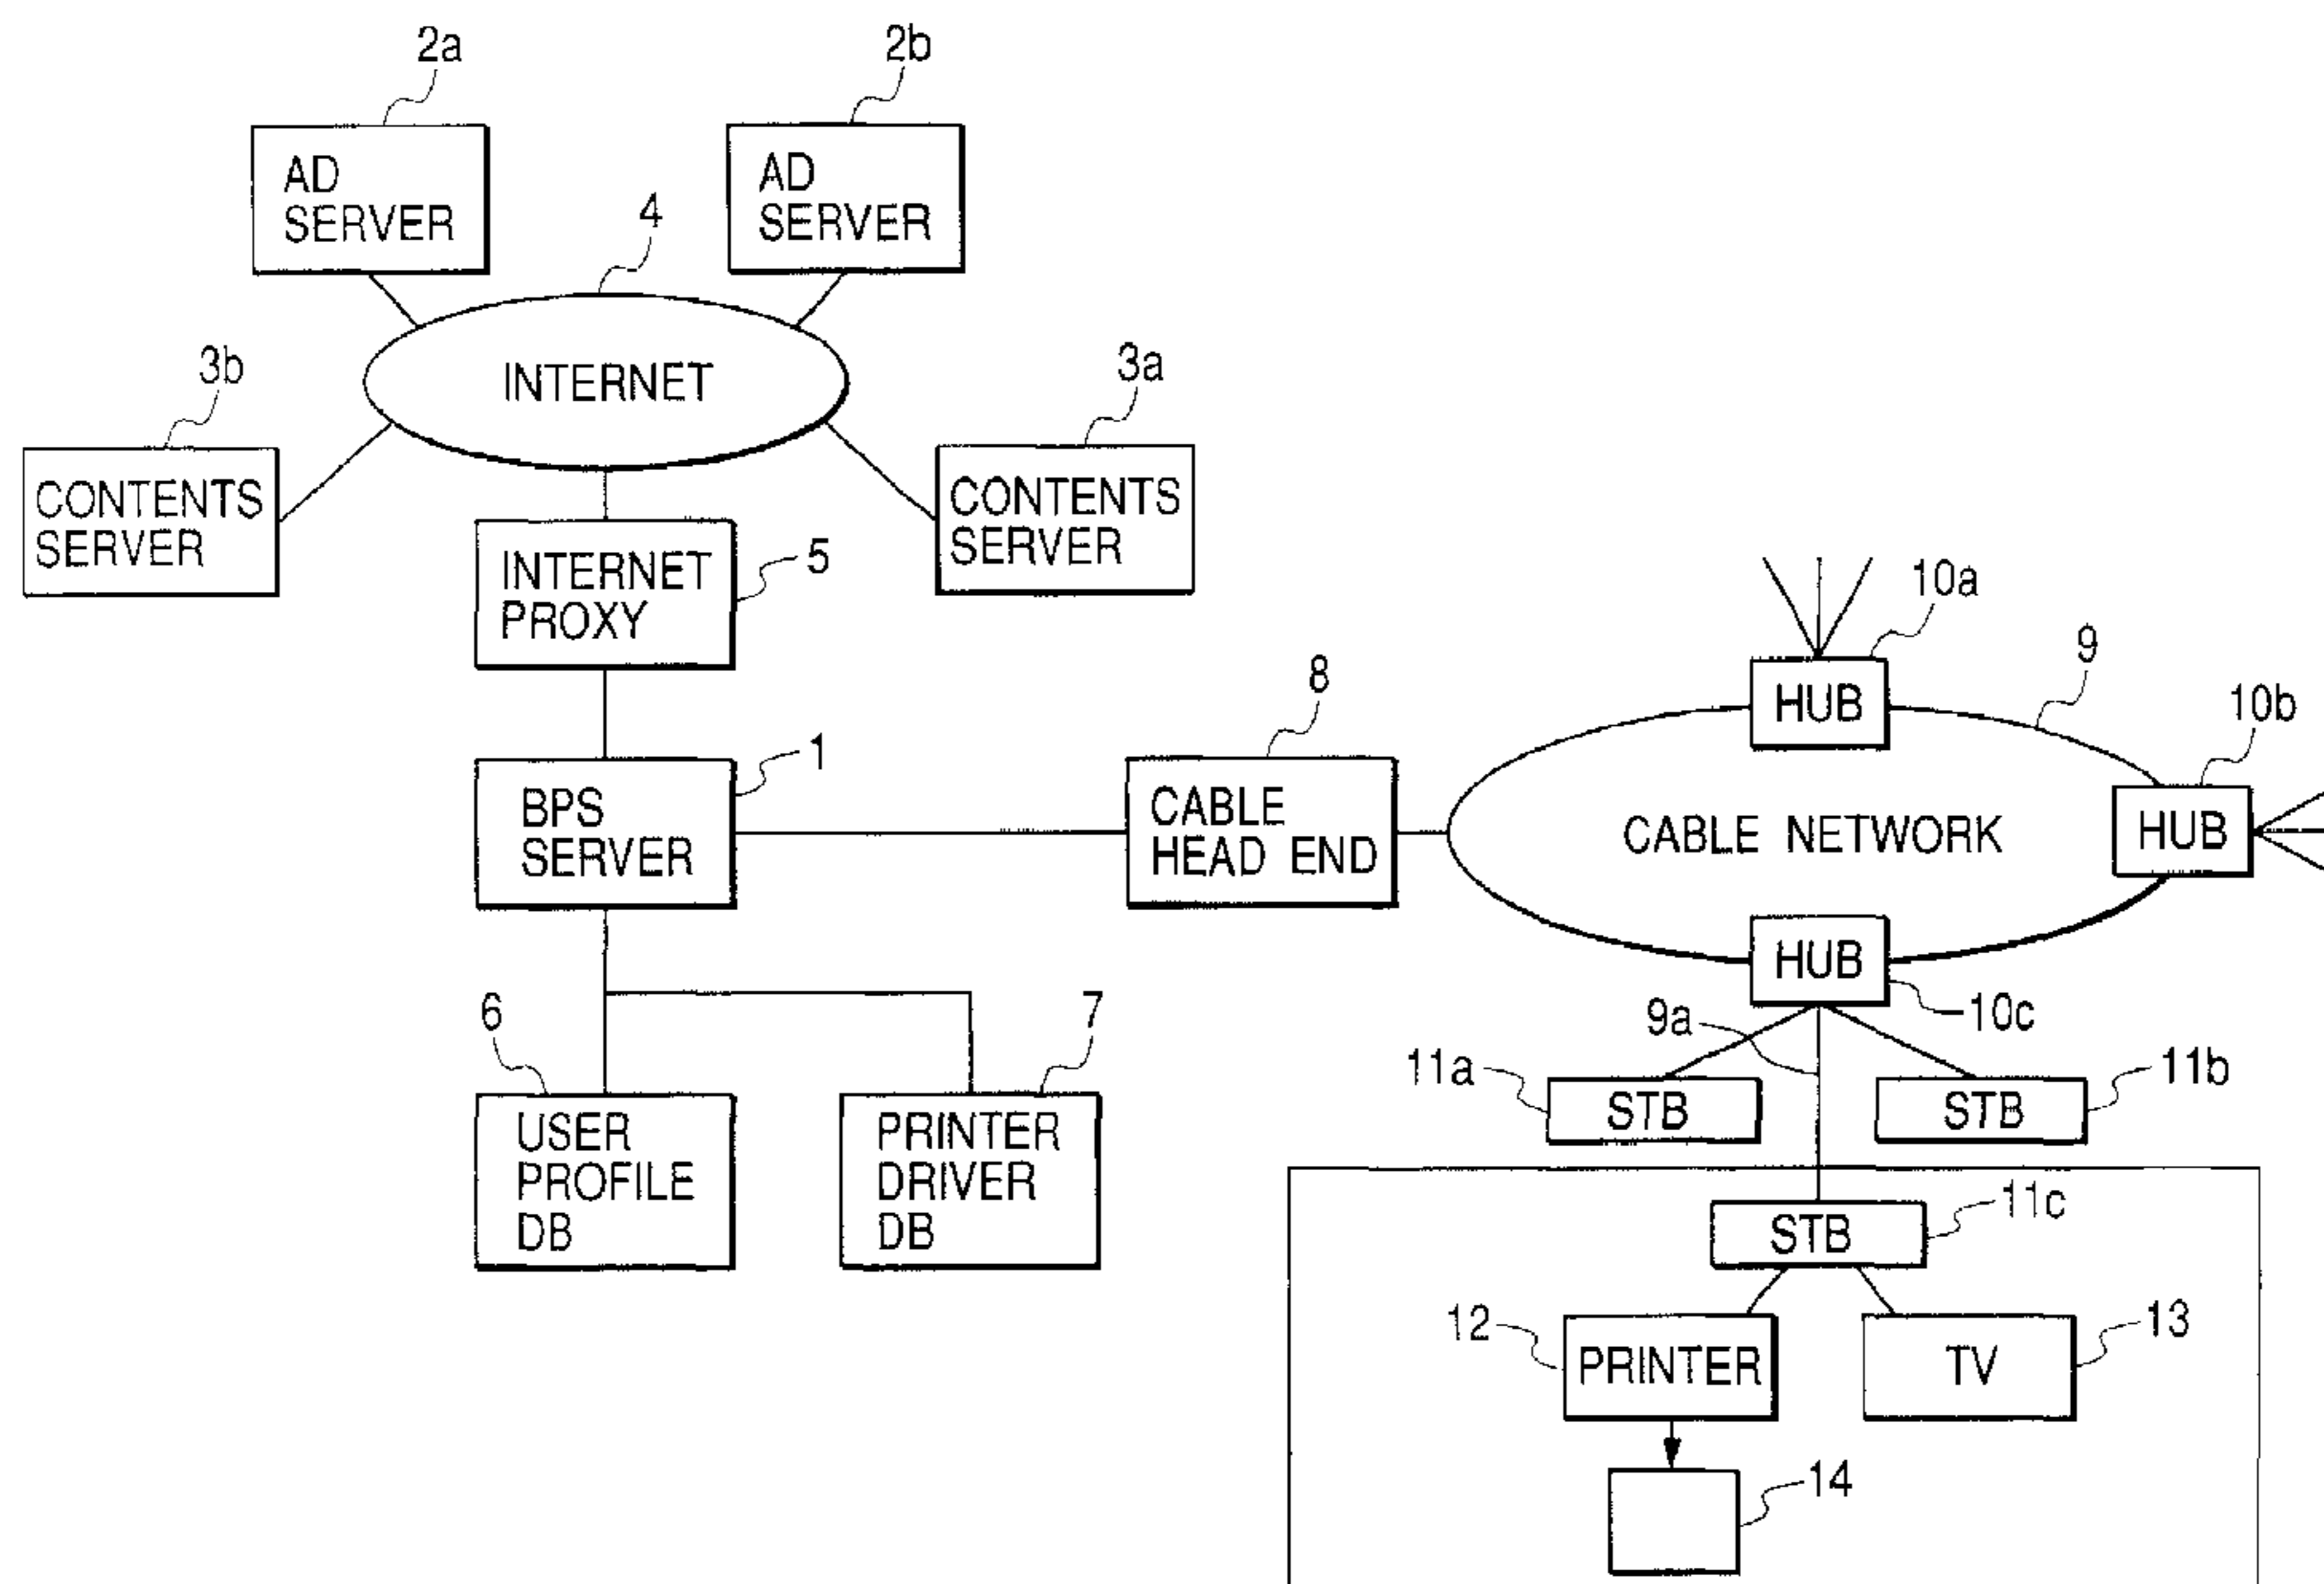 2a
2b
AD
SERVER
AD
SERVER
4
3b
INTERNET
3a
CONTENTS
SERVER
CONTENTS
SERVER
INTERNET
PROXY
5
10a
9
10b
8
HUB
1
BPS
SERVER
CABLE
HEAD END
CABLE NETWORK
HUB
HUB
10c
9a
6
7
11a
11b
STB
STB
USER
PROFILE
DB
PRINTER
DRIVER
DB
11c
STB
12
13
PRINTER
TV
14